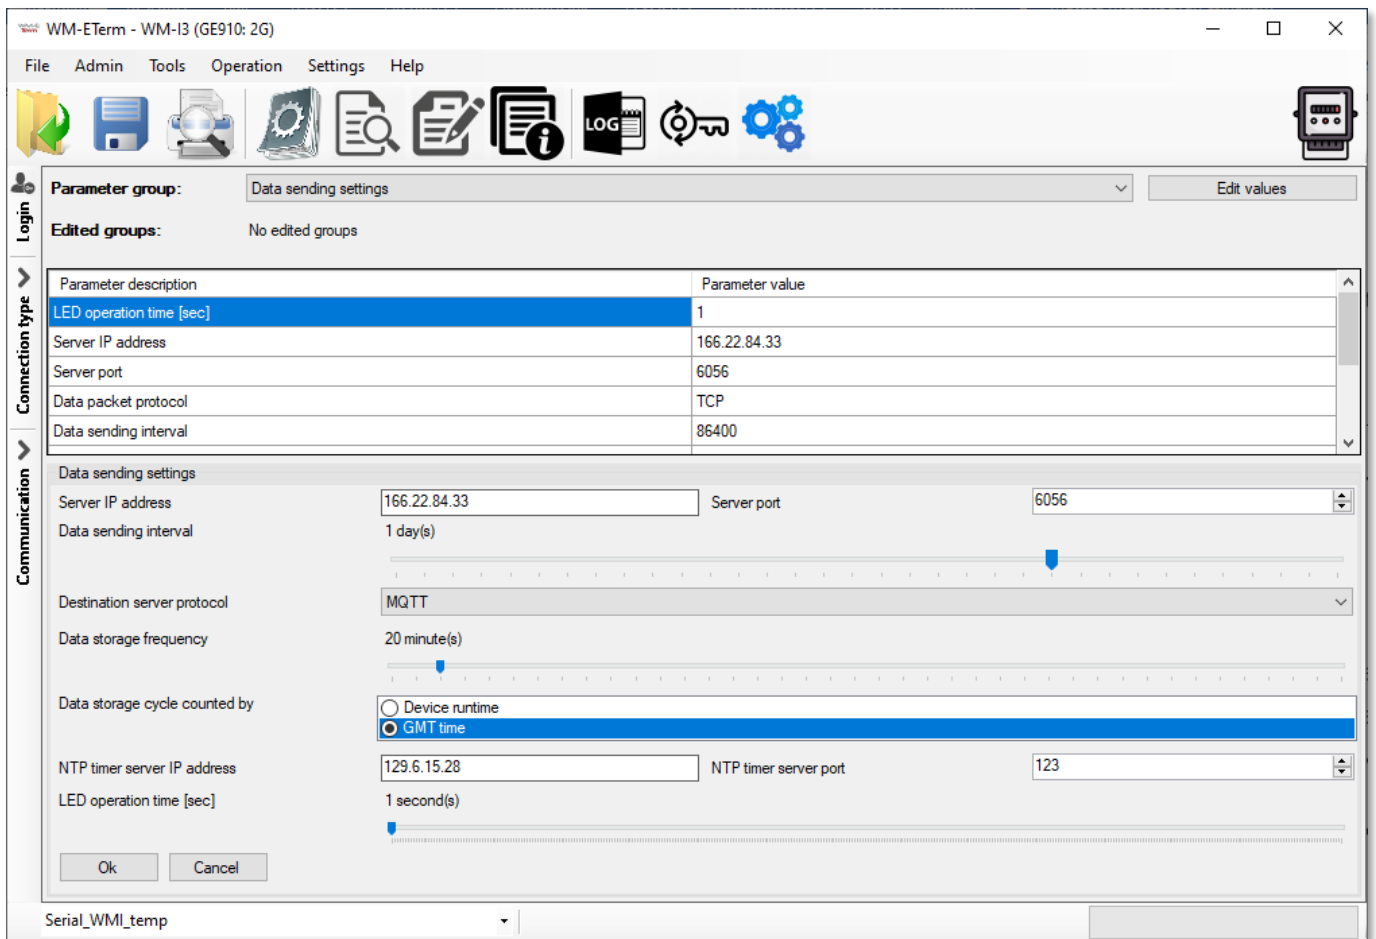 WM-ETerm - WM-I3 (GE910: 2G)
File Admin Tools Operation Settings Help
LOG
Login
Connection type
Communication
Parameter group: Data sending settings Edit values
Edited groups: No edited groups
Parameter description Parameter value
LED operation time [sec] 1
Server IP address 166.22.84.33
Server port 6056
Data packet protocol TCP
Data sending interval 86400
Data sending settings
Server IP address 166.22.84.33 Server port 6056
Data sending interval 1 day(s)
Destination server protocol MQTT
Data storage frequency 20 minute(s)
Data storage cycle counted by Device runtime
GMT time
NTP timer server IP address 129.6.15.28 NTP timer server port 123
LED operation time [sec] 1 second(s)
Ok Cancel
Serial_WMI_temp